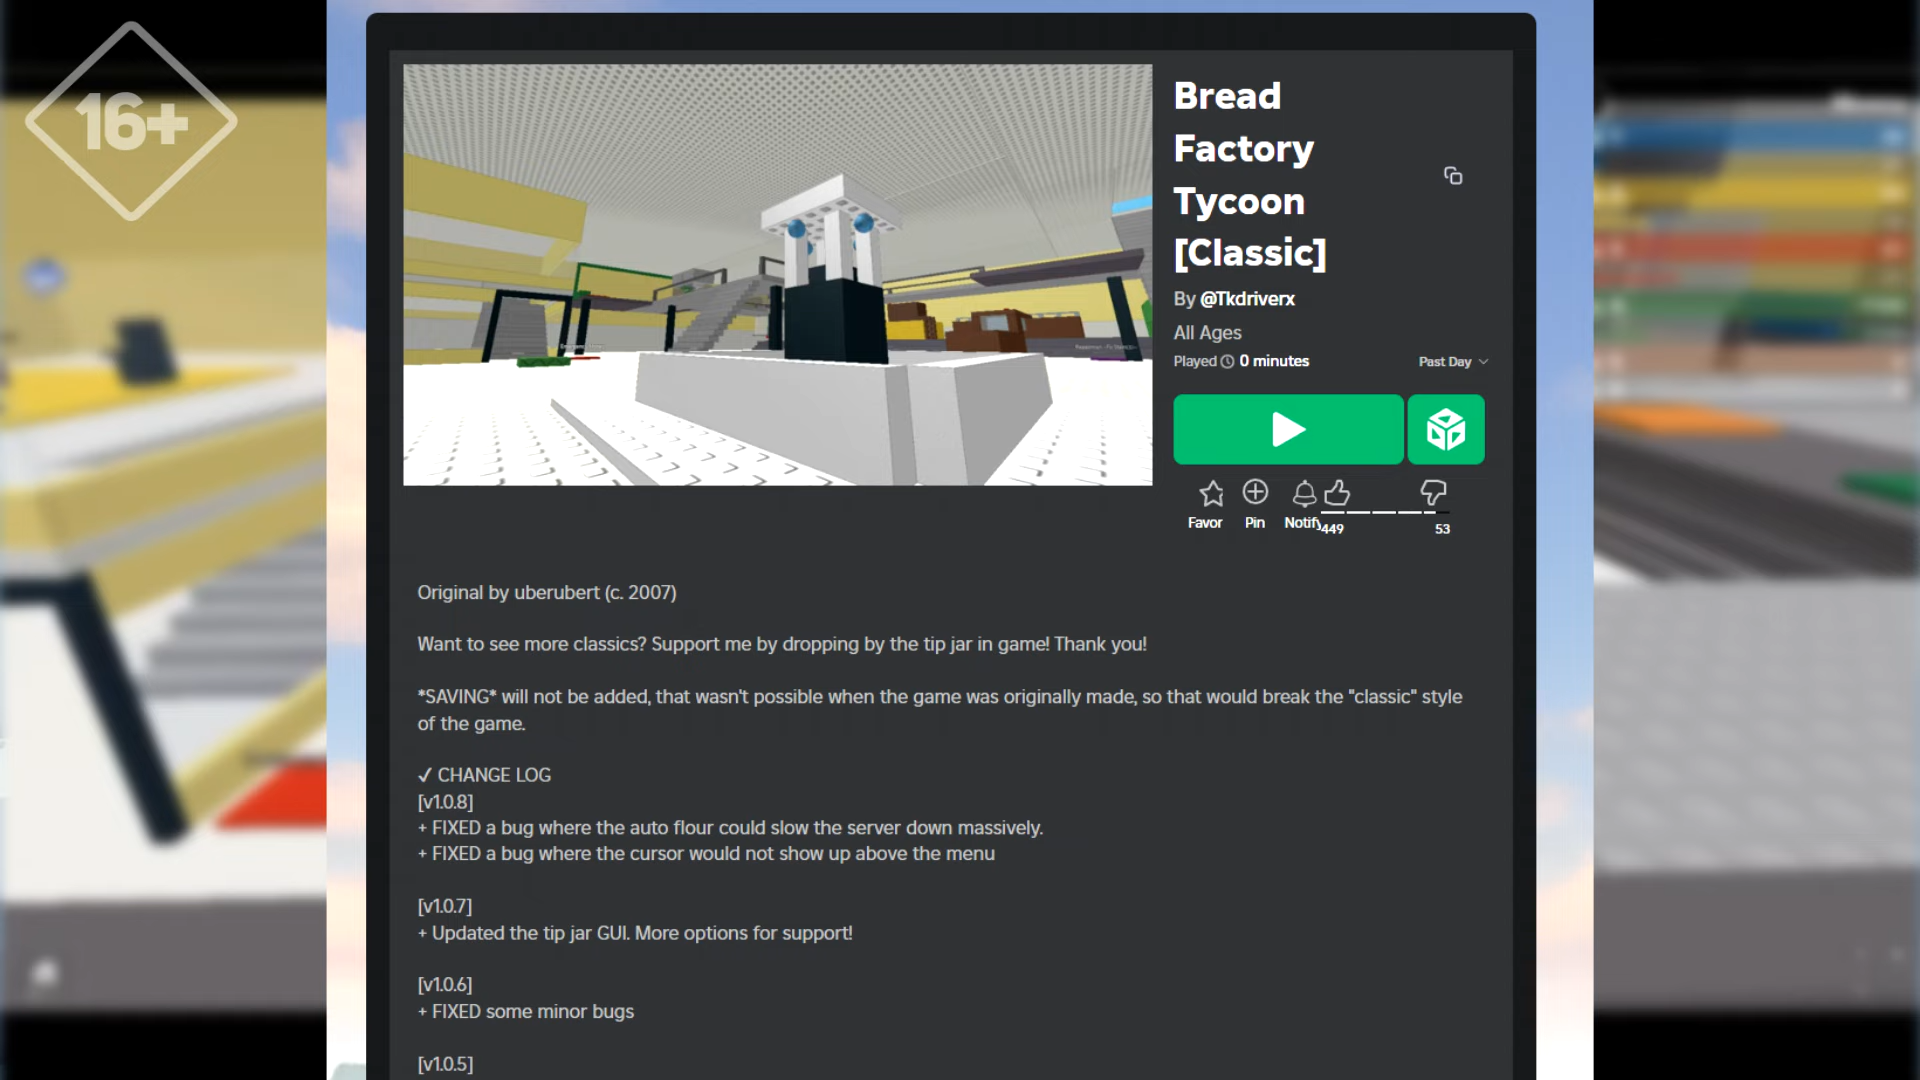 16+
Bread
Factory
Tycoon
[Classic]
By @Tkdriverx
All Ages
Played 0 minutes
Past Day
Favor
Pin
Notify
449
53
Original by uberubert (c. 2007)
Want to see more classics? Support me by dropping by the tip jar in game! Thank you!
*SAVING* will not be added, that wasn't possible when the game was originally made, so that would break the "classic" style
of the game.
✓ CHANGE LOG
[v1.0.8]
+ FIXED a bug where the auto flour could slow the server down massively.
+ FIXED a bug where the cursor would not show up above the menu
[v1.0.7]
+ Updated the tip jar GUI. More options for support!
[v1.0.6]
+ FIXED some minor bugs
[v1.0.5]